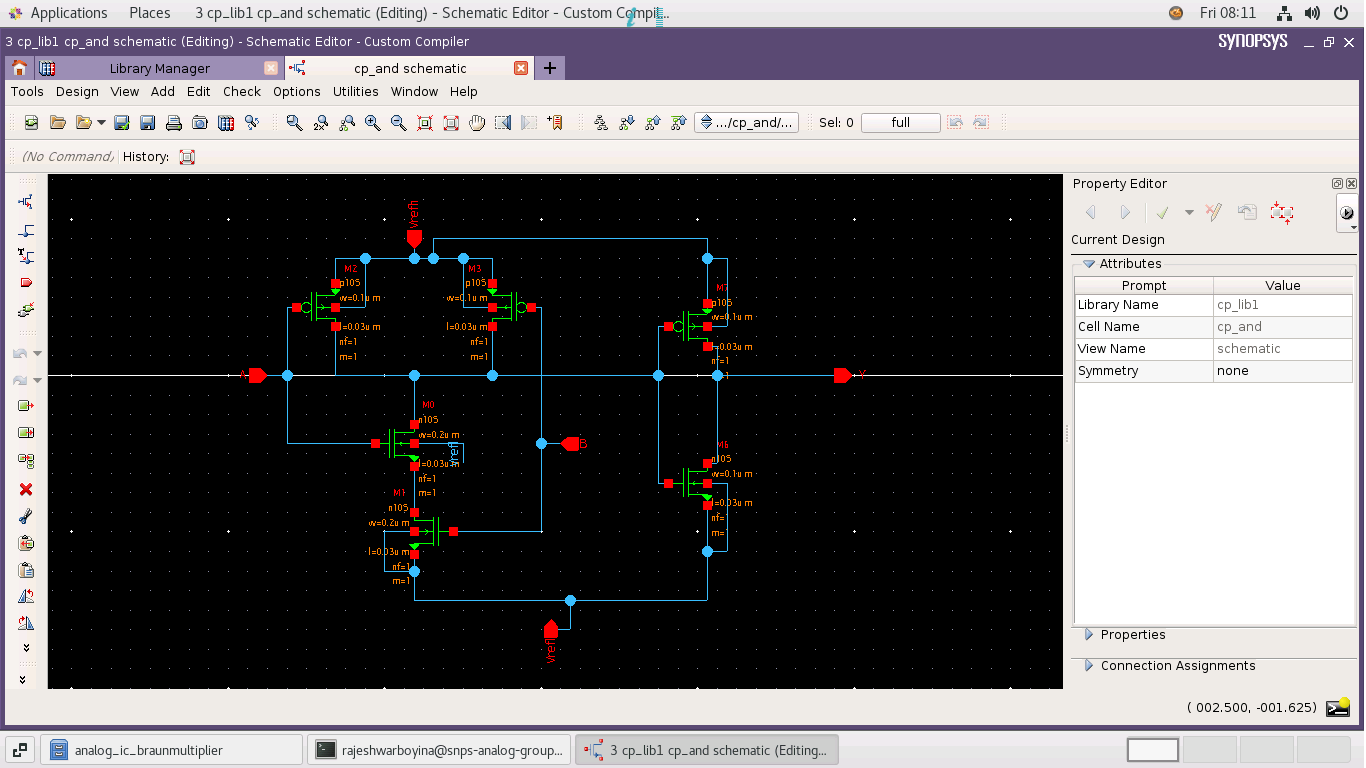 Applications Places 3 cp_lib1 cp_and schematic (Editing) - Schematic Editor - Custom Compil... Fri 08:11
3 cp_lib1 cp_and schematic (Editing) - Schematic Editor - Custom Compiler SYNOPSYS
Library Manager cp_and schematic
Tools Design View Add Edit Check Options Utilities Window Help
.../cp_and/... Sel: 0 full
(No Command) History:
Property Editor
Current Design
Attributes
Prompt Value
Library Name cp_lib1
Cell Name cp_and
View Name schematic
Symmetry none
Properties
Connection Assignments
vrefh
M2
p105
w=0.1u m
l=0.03u m
nf=1
m=1
M3
p105
w=0.1u m
l=0.03u m
nf=1
m=1
M7
p105
w=0.1u m
l=0.03u m
nf=1
A
Y
M0
n105
w=0.2u m
vrefl
l=0.03u m
nf=1
m=1
B
M1
n105
w=0.2u m
l=0.03u m
nf=1
m=1
M6
n105
w=0.1u m
l=0.03u m
nf=
m=
vrefl
( 002.500, -001.625)
analog_ic_braunmultiplier rajeshwarboyina@snps-analog-group... 3 cp_lib1 cp_and schematic (Editing...